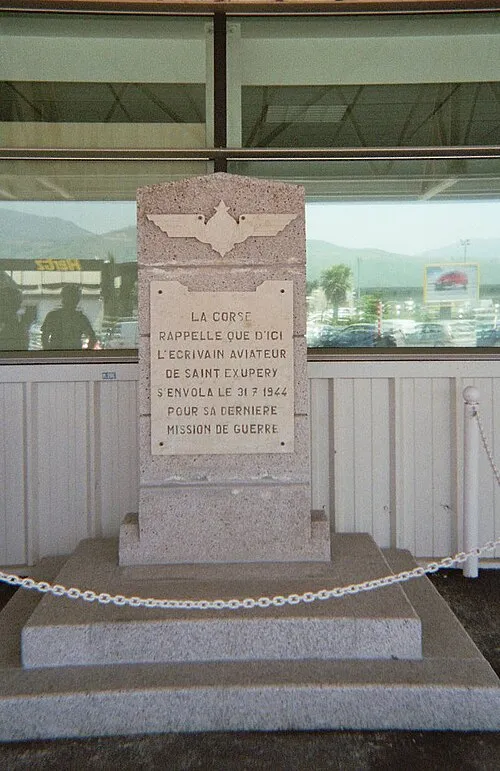 LA CORSE
RAPPELLE QUE D'ICI
L'ECRIVAIN AVIATEUR
DE SAINT EXUPERY
S'ENVOLA LE 31 7 1944
POUR SA DERNIERE
MISSION DE GUERRE